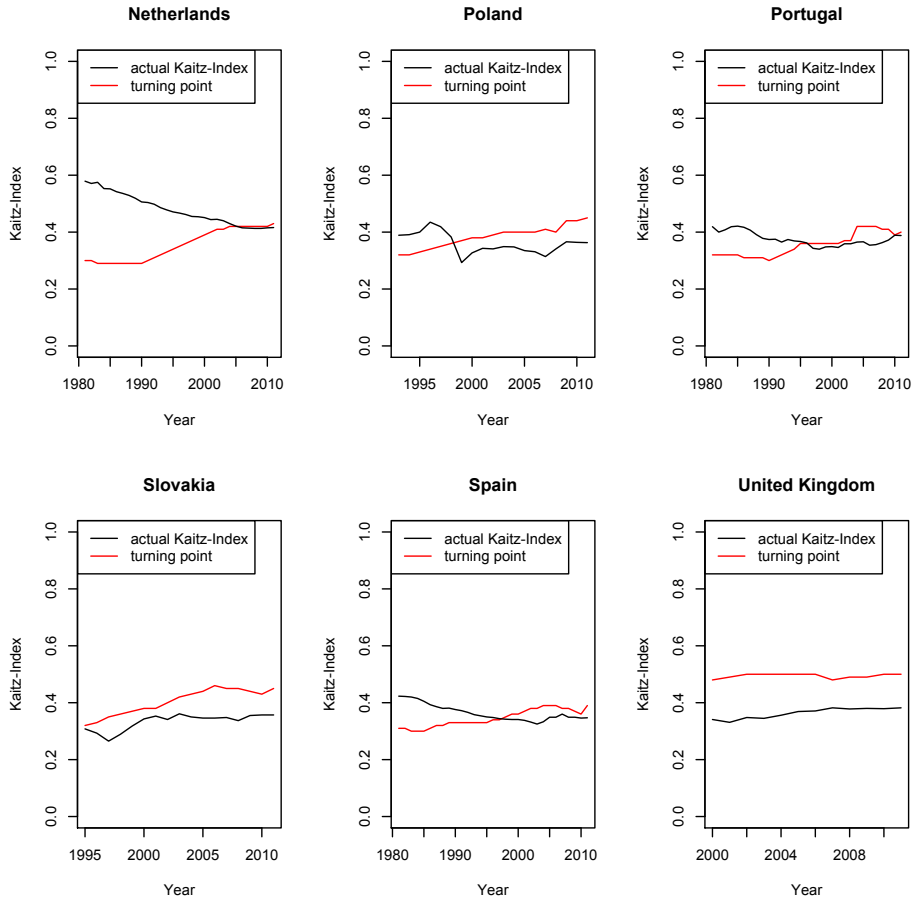 Netherlands
actual Kaitz-Index
turning point
Kaitz-Index
0.0 0.2 0.4 0.6 0.8 1.0
1980 1990 2000 2010
Year
Poland
actual Kaitz-Index
turning point
Kaitz-Index
0.0 0.2 0.4 0.6 0.8 1.0
1995 2000 2005 2010
Year
Portugal
actual Kaitz-Index
turning point
Kaitz-Index
0.0 0.2 0.4 0.6 0.8 1.0
1980 1990 2000 2010
Year
Slovakia
actual Kaitz-Index
turning point
Kaitz-Index
0.0 0.2 0.4 0.6 0.8 1.0
1995 2000 2005 2010
Year
Spain
actual Kaitz-Index
turning point
Kaitz-Index
0.0 0.2 0.4 0.6 0.8 1.0
1980 1990 2000 2010
Year
United Kingdom
actual Kaitz-Index
turning point
Kaitz-Index
0.0 0.2 0.4 0.6 0.8 1.0
2000 2004 2008
Year